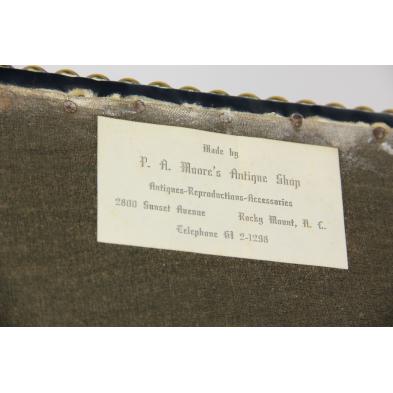 Made by
P. A. Moore's Antique Shop
Antiques-Reproductions-Accessories
2800 Sunset Avenue Rocky Mount, N. C.
Telephone GI 2-1298